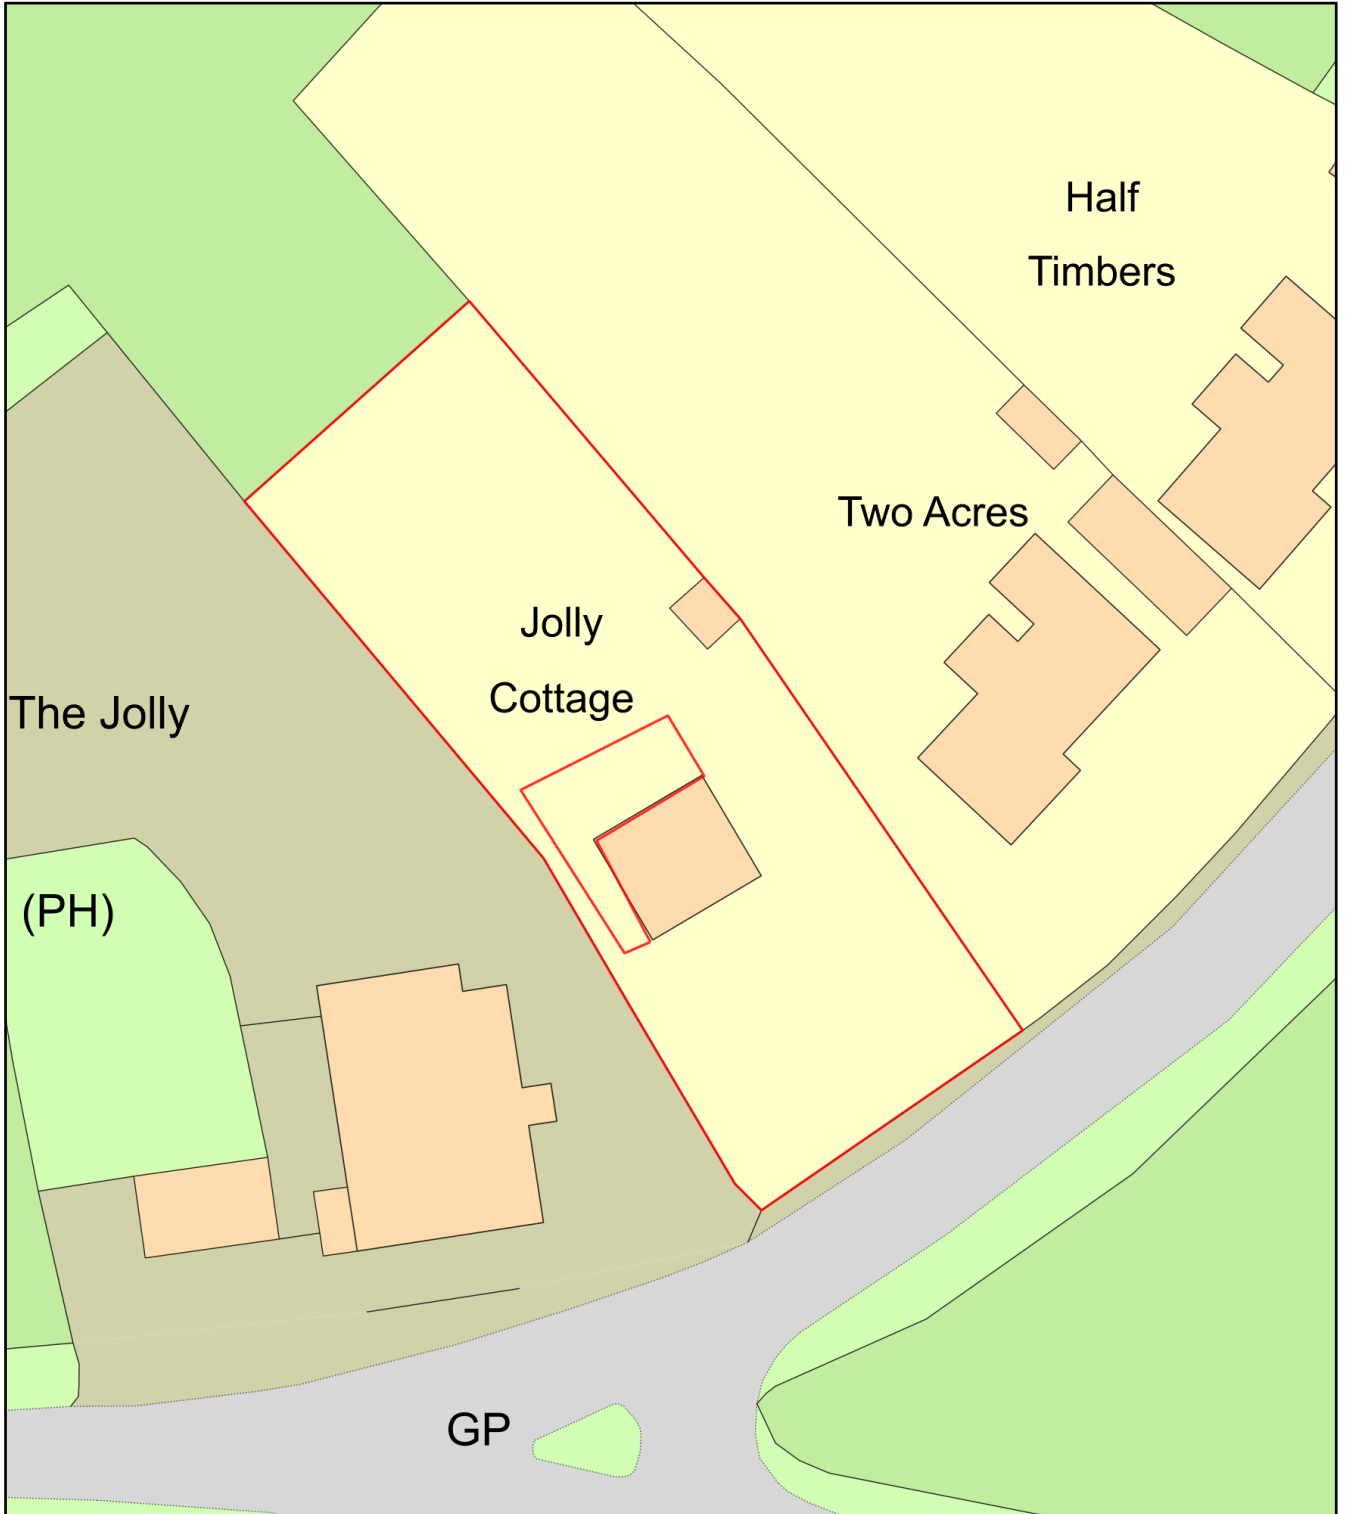 Half
Timbers
Two Acres
Jolly
Cottage
The Jolly
(PH)
GP